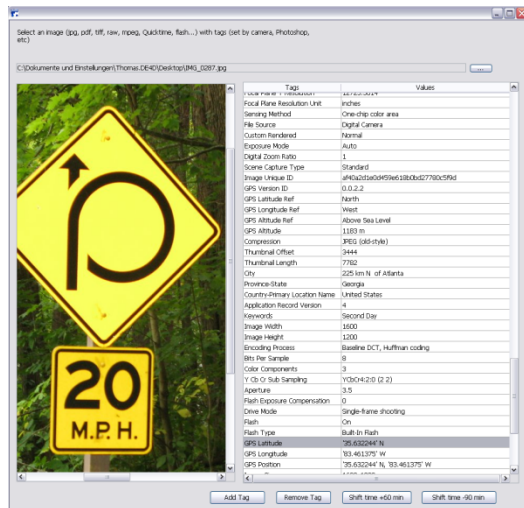 Select an image (jpg, pdf, tiff, raw, mpeg, Quicktime, flash...) with tags (set by camera, Photoshop,
etc)
C:\Dokumente und Einstellungen\Thomas.DE4D\Desktop\IMG_0287.jpg
...
Tags Values
Focal Plane Y Resolution
Focal Plane Resolution Unit inches
Sensing Method One-chip color area
File Source Digital Camera
Custom Rendered Normal
Exposure Mode Auto
Digital Zoom Ratio 1
Scene Capture Type Standard
Image Unique ID
GPS Version ID 0.0.2.2
GPS Latitude Ref North
GPS Longitude Ref West
GPS Altitude Ref Above Sea Level
GPS Altitude 1183 m
Compression JPEG (old-style)
Thumbnail Offset 3444
Thumbnail Length 7782
City 225 km N of Atlanta
Province-State Georgia
Country-Primary Location Name United States
Application Record Version 4
Keywords Second Day
Image Width 1600
Image Height 1200
Encoding Process Baseline DCT, Huffman coding
Bits Per Sample 8
Color Components 3
Y Cb Cr Sub Sampling YCbCr4:2:0 (2 2)
Aperture 3.5
Flash Exposure Compensation 0
Drive Mode Single-frame shooting
Flash On
Flash Type Built-In Flash
GPS Latitude '35.632244' N
GPS Longitude '83.461375' W
GPS Position '35.632244' N, '83.461375' W
20
M.P.H.
Add Tag Remove Tag Shift time +60 min Shift time -90 min